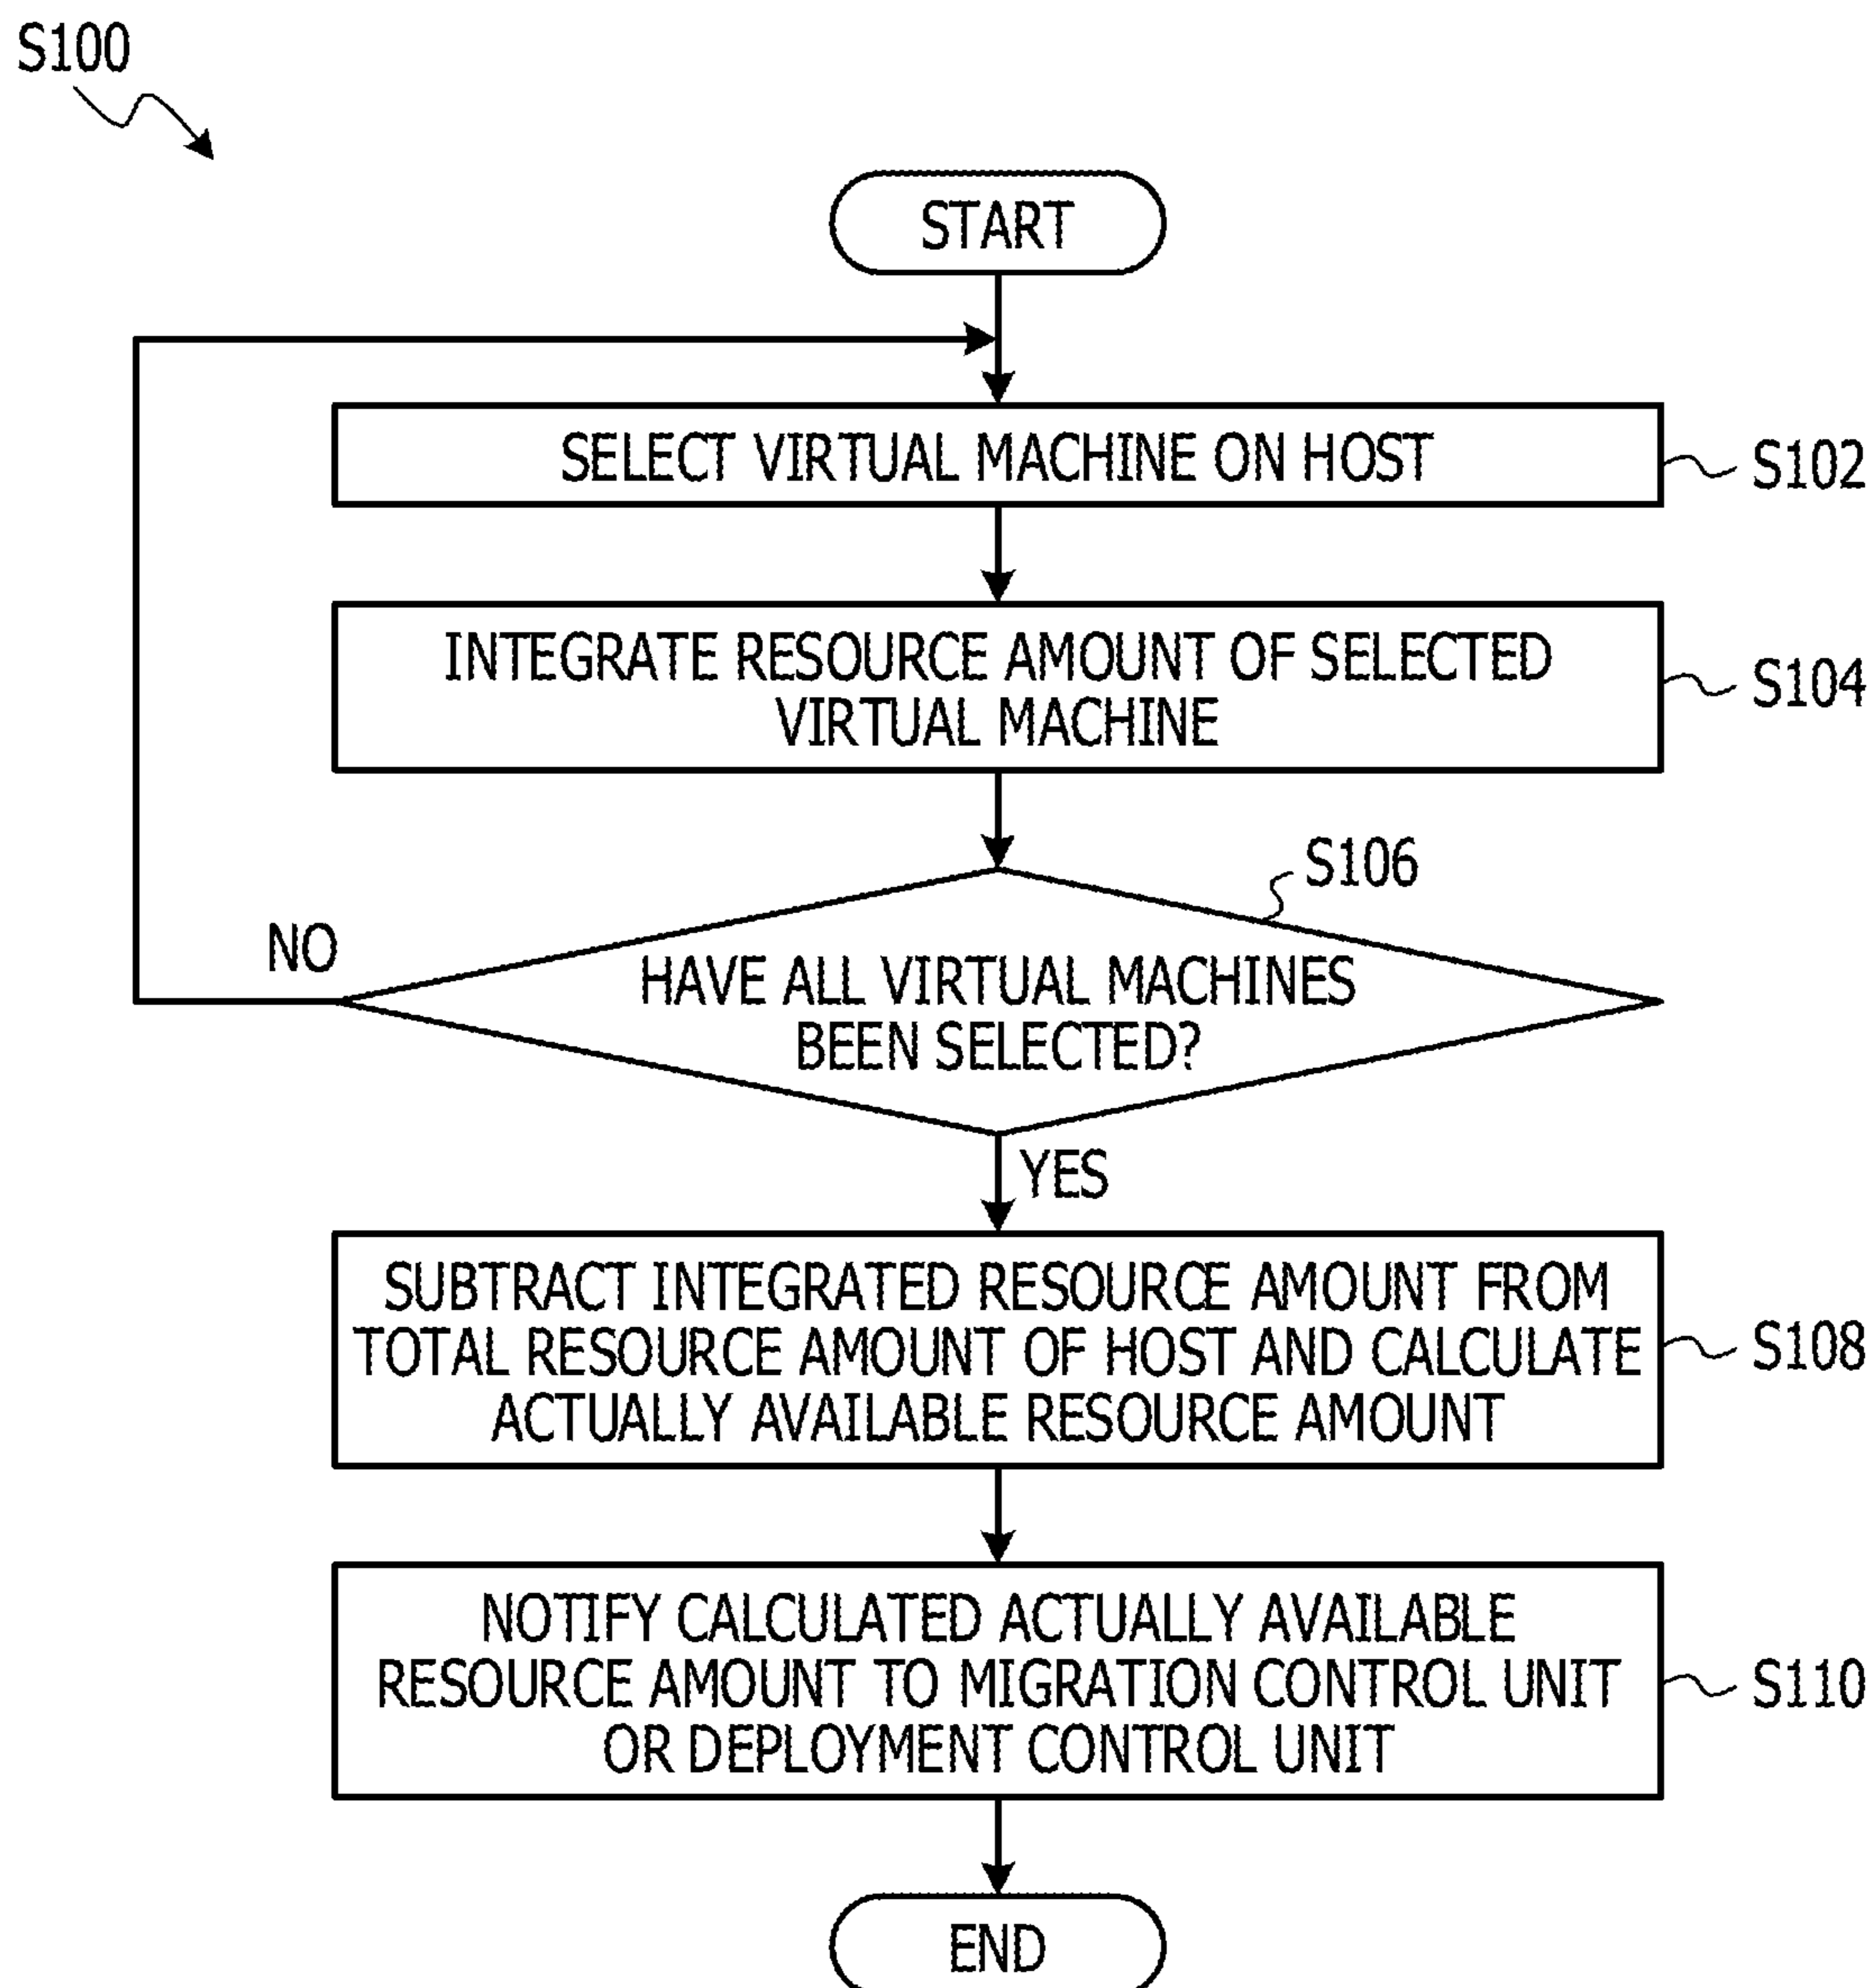 S100
START
SELECT VIRTUAL MACHINE ON HOST
S102
INTEGRATE RESOURCE AMOUNT OF SELECTED
VIRTUAL MACHINE
S104
S106
NO
HAVE ALL VIRTUAL MACHINES
BEEN SELECTED?
YES
SUBTRACT INTEGRATED RESOURCE AMOUNT FROM
TOTAL RESOURCE AMOUNT OF HOST AND CALCULATE
ACTUALLY AVAILABLE RESOURCE AMOUNT
S108
NOTIFY CALCULATED ACTUALLY AVAILABLE
RESOURCE AMOUNT TO MIGRATION CONTROL UNIT
OR DEPLOYMENT CONTROL UNIT
S110
END